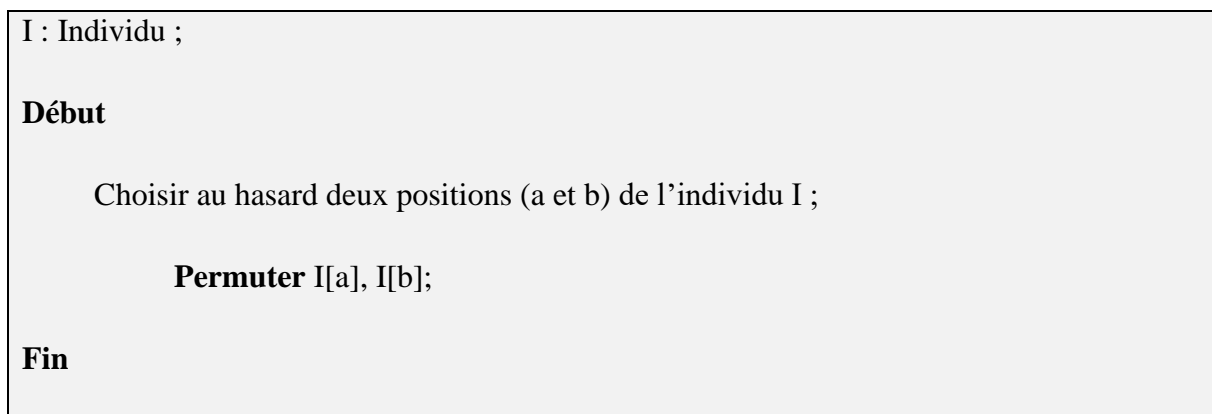 I : Individu ;
Début
Choisir au hasard deux positions (a et b) de l’individu I ;
Permuter I[a], I[b];
Fin